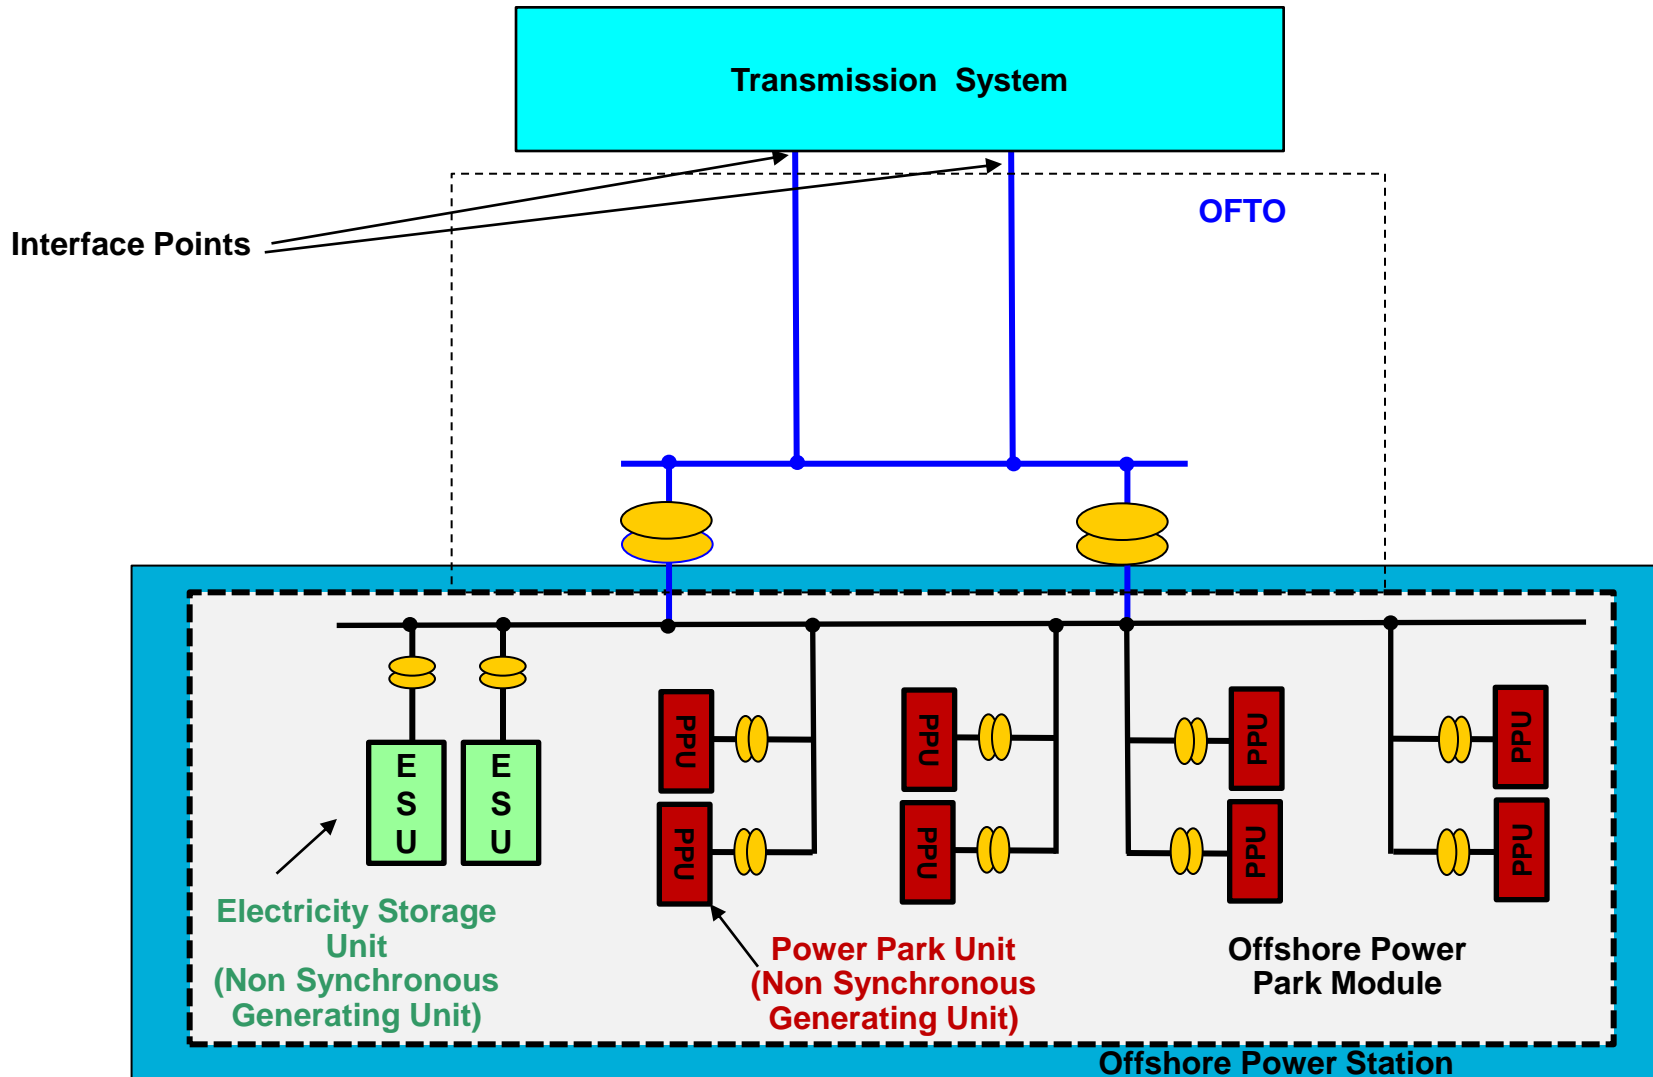 Transmission System
OFTO
Interface Points
E
S
U
E
S
U
PPU
PPU
PPU
PPU
PPU
PPU
PPU
PPU
Electricity Storage
Unit
(Non Synchronous
Generating Unit)
Power Park Unit
(Non Synchronous
Generating Unit)
Offshore Power
Park Module
Offshore Power Station